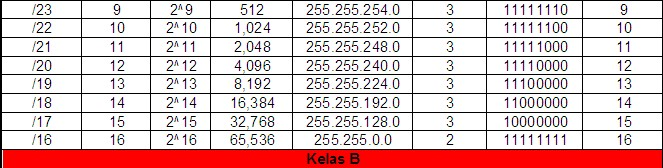 /23 9 2^9 512 255.255.254.0 3 11111110 9
/22 10 2^10 1,024 255.255.252.0 3 11111100 10
/21 11 2^11 2,048 255.255.248.0 3 11111000 11
/20 12 2^12 4,096 255.255.240.0 3 11110000 12
/19 13 2^13 8,192 255.255.224.0 3 11100000 13
/18 14 2^14 16,384 255.255.192.0 3 11000000 14
/17 15 2^15 32,768 255.255.128.0 3 10000000 15
/16 16 2^16 65,536 255.255.0.0 2 11111111 16
Kelas B